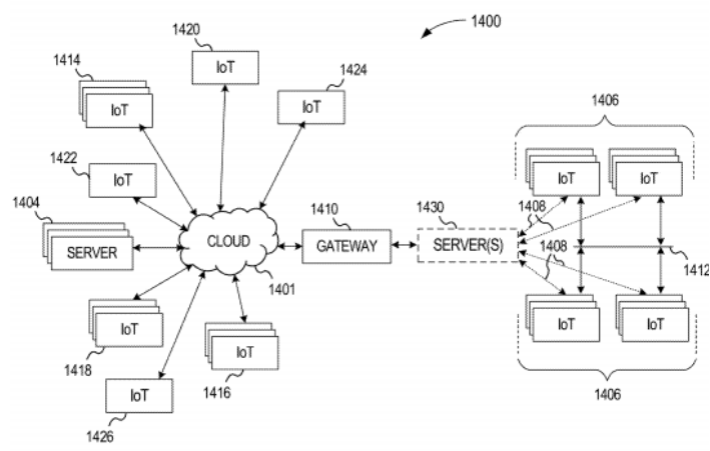 1400
1420
IoT
1414
IoT
1424
IoT
1406
IoT
IoT
1422
IoT
1404
SERVER
CLOUD
1401
1410
GATEWAY
1430
SERVER(S)
1408
1408
1412
IoT
1418
IoT
1416
IoT
1426
IoT
IoT
1406